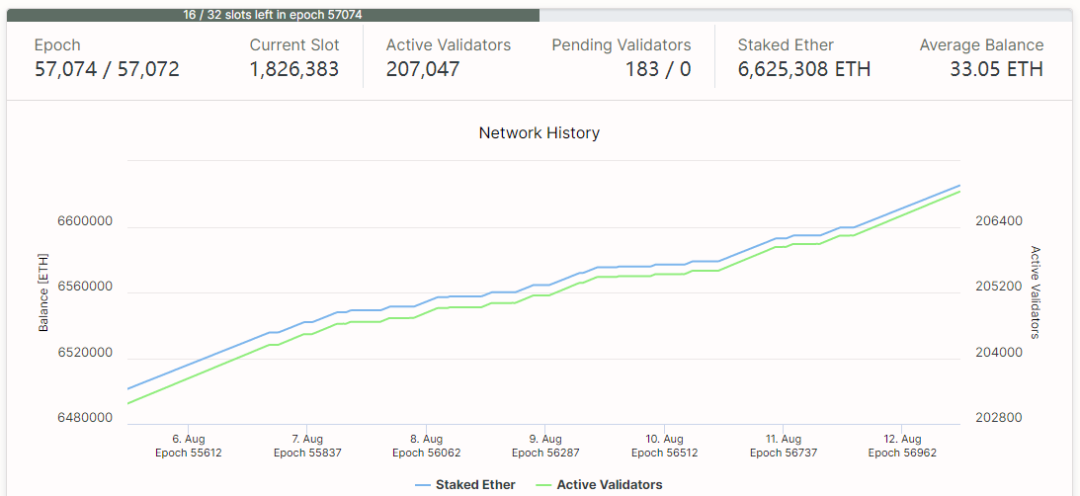 16 / 32 slots left in epoch 57074
Epoch Current Slot Active Validators Pending Validators Staked Ether Average Balance
57,074 / 57,072 1,826,383 207,047 183 / 0 6,625,308 ETH 33.05 ETH
Network History
6600000 206400
6560000 205200
6520000 204000
6480000 202800
Balance [ETH]
Active Validators
6. Aug 7. Aug 8. Aug 9. Aug 10. Aug 11. Aug 12. Aug
Epoch 55612 Epoch 55837 Epoch 56062 Epoch 56287 Epoch 56512 Epoch 56737 Epoch 56962
Staked Ether Active Validators